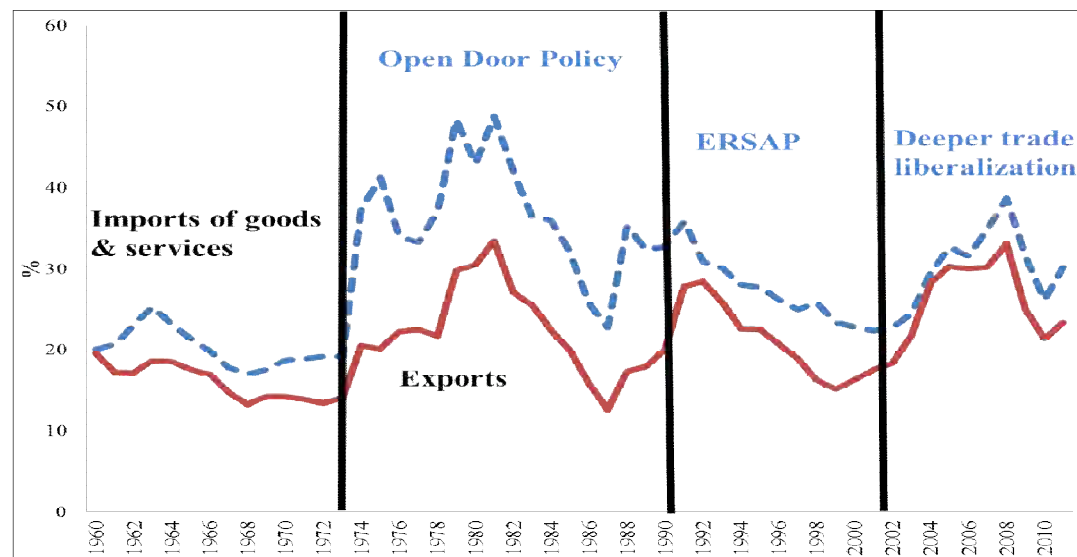 60
Open Door Policy
50
ERSAP
Deeper trade
liberalization
40
Imports of goods
& services
%
30
20
Exports
10
0
1960 1962 1964 1966 1968 1970 1972 1974 1976 1978 1980 1982 1984 1986 1988 1990 1992 1994 1996 1998 2000 2002 2004 2006 2008 2010